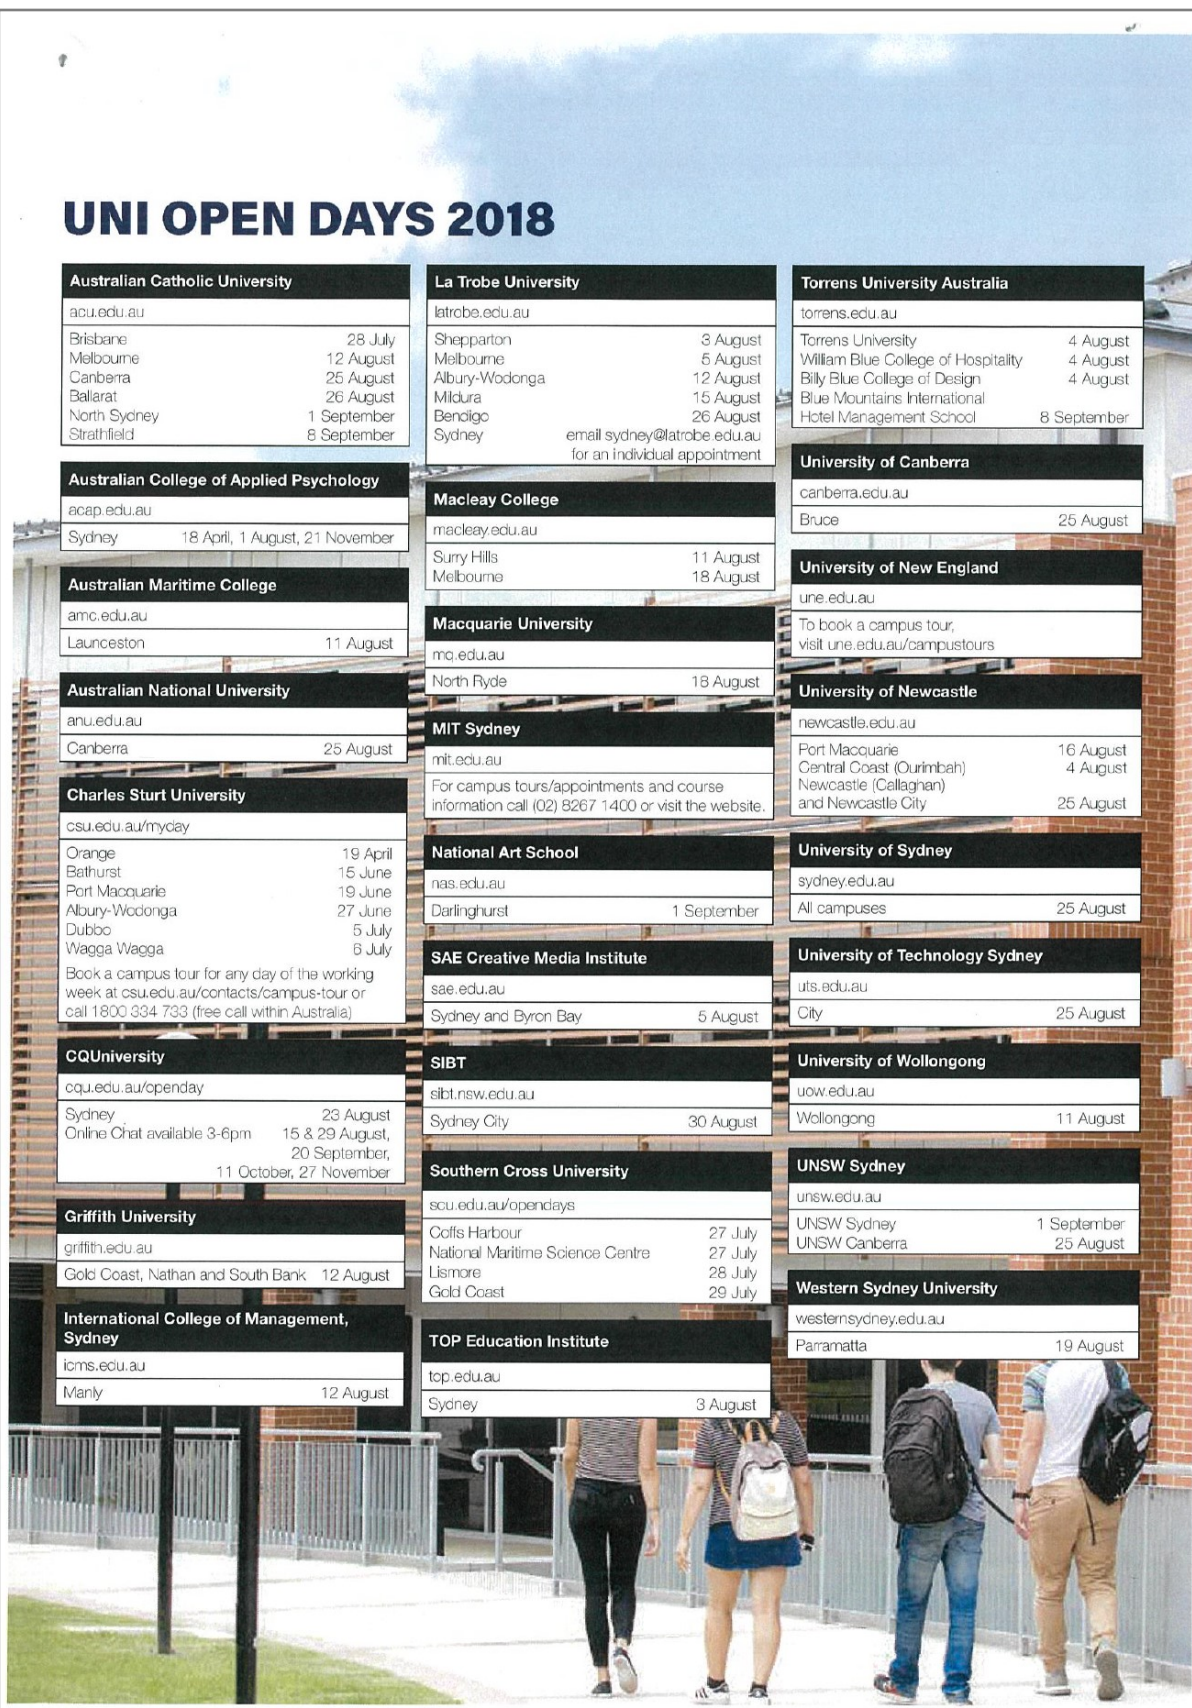 UNI OPEN DAYS 2018
Australian Catholic University
acu.edu.au
Brisbane 28 July
Melbourne 12 August
Canberra 25 August
Ballarat 26 August
North Sydney 1 September
Strathfield 8 September
Australian College of Applied Psychology
acap.edu.au
Sydney 18 April, 1 August, 21 November
Australian Maritime College
amc.edu.au
Launceston 11 August
Australian National University
anu.edu.au
Canberra 25 August
Charles Sturt University
csu.edu.au/myday
Orange 19 April
Bathurst 15 June
Port Macquarie 19 June
Albury-Wodonga 27 June
Dubbo 5 July
Wagga Wagga 6 July
Book a campus tour for any day of the working
week at csu.edu.au/contacts/campus-tour or
call 1800 334 733 (free call within Australia)
CQUniversity
cqu.edu.au/openday
Sydney 23 August
Online Chat available 3-6pm 15 & 29 August,
20 September,
11 October, 27 November
Griffith University
griffith.edu.au
Gold Coast, Nathan and South Bank 12 August
International College of Management,
Sydney
icms.edu.au
Manly 12 August
La Trobe University
latrobe.edu.au
Shepparton 3 August
Melbourne 5 August
Albury-Wodonga 12 August
Mildura 15 August
Bendigo 26 August
Sydney email sydney@latrobe.edu.au
for an individual appointment
Macleay College
macleay.edu.au
Surry Hills 11 August
Melbourne 18 August
Macquarie University
mq.edu.au
North Ryde 18 August
MIT Sydney
mit.edu.au
For campus tours/appointments and course
information call (02) 8267 1400 or visit the website.
National Art School
nas.edu.au
Darlinghurst 1 September
SAE Creative Media Institute
sae.edu.au
Sydney and Byron Bay 5 August
SIBT
sibt.nsw.edu.au
Sydney City 30 August
Southern Cross University
scu.edu.au/opendays
Coffs Harbour 27 July
National Maritime Science Centre 27 July
Lismore 28 July
Gold Coast 29 July
TOP Education Institute
top.edu.au
Sydney 3 August
Torrens University Australia
torrens.edu.au
Torrens University 4 August
William Blue College of Hospitality 4 August
Billy Blue College of Design 4 August
Blue Mountains International
Hotel Management School 8 September
University of Canberra
canberra.edu.au
Bruce 25 August
University of New England
une.edu.au
To book a campus tour,
visit une.edu.au/campustours
University of Newcastle
newcastle.edu.au
Port Macquarie 16 August
Central Coast (Ourimbah) 4 August
Newcastle (Callaghan)
and Newcastle City 25 August
University of Sydney
sydney.edu.au
All campuses 25 August
University of Technology Sydney
uts.edu.au
City 25 August
University of Wollongong
uow.edu.au
Wollongong 11 August
UNSW Sydney
unsw.edu.au
UNSW Sydney 1 September
UNSW Canberra 25 August
Western Sydney University
westernsydney.edu.au
Parramatta 19 August